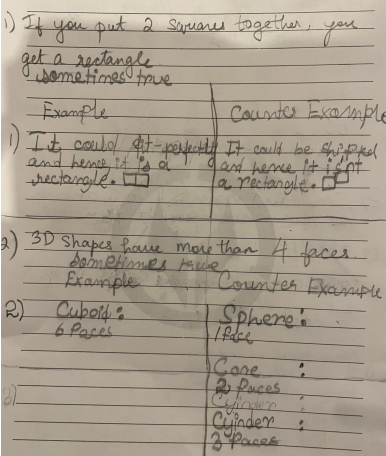 1) If you put 2 squares together, you
get a rectangle
sometimes true
Example
Counter Example
1) It could fit perfectly
and hence it is a
rectangle.
It could be shifted
and hence it isn't
a rectangle.
2) 3D shapes have more than 4 faces.
sometimes true
Example
Counter Example
2) Cuboid:
6 faces
Sphere:
1 face
Cone :
2 faces
Cylinder :
Cylinder :
3 faces
3)